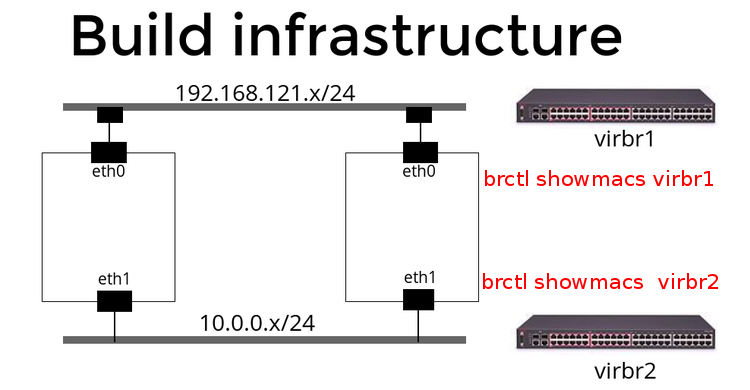 Build infrastructure
192.168.121.x/24
virbr1
eth0
eth0
brctl showmacs virbr1
eth1
eth1
brctl showmacs  virbr2
10.0.0.x/24
virbr2